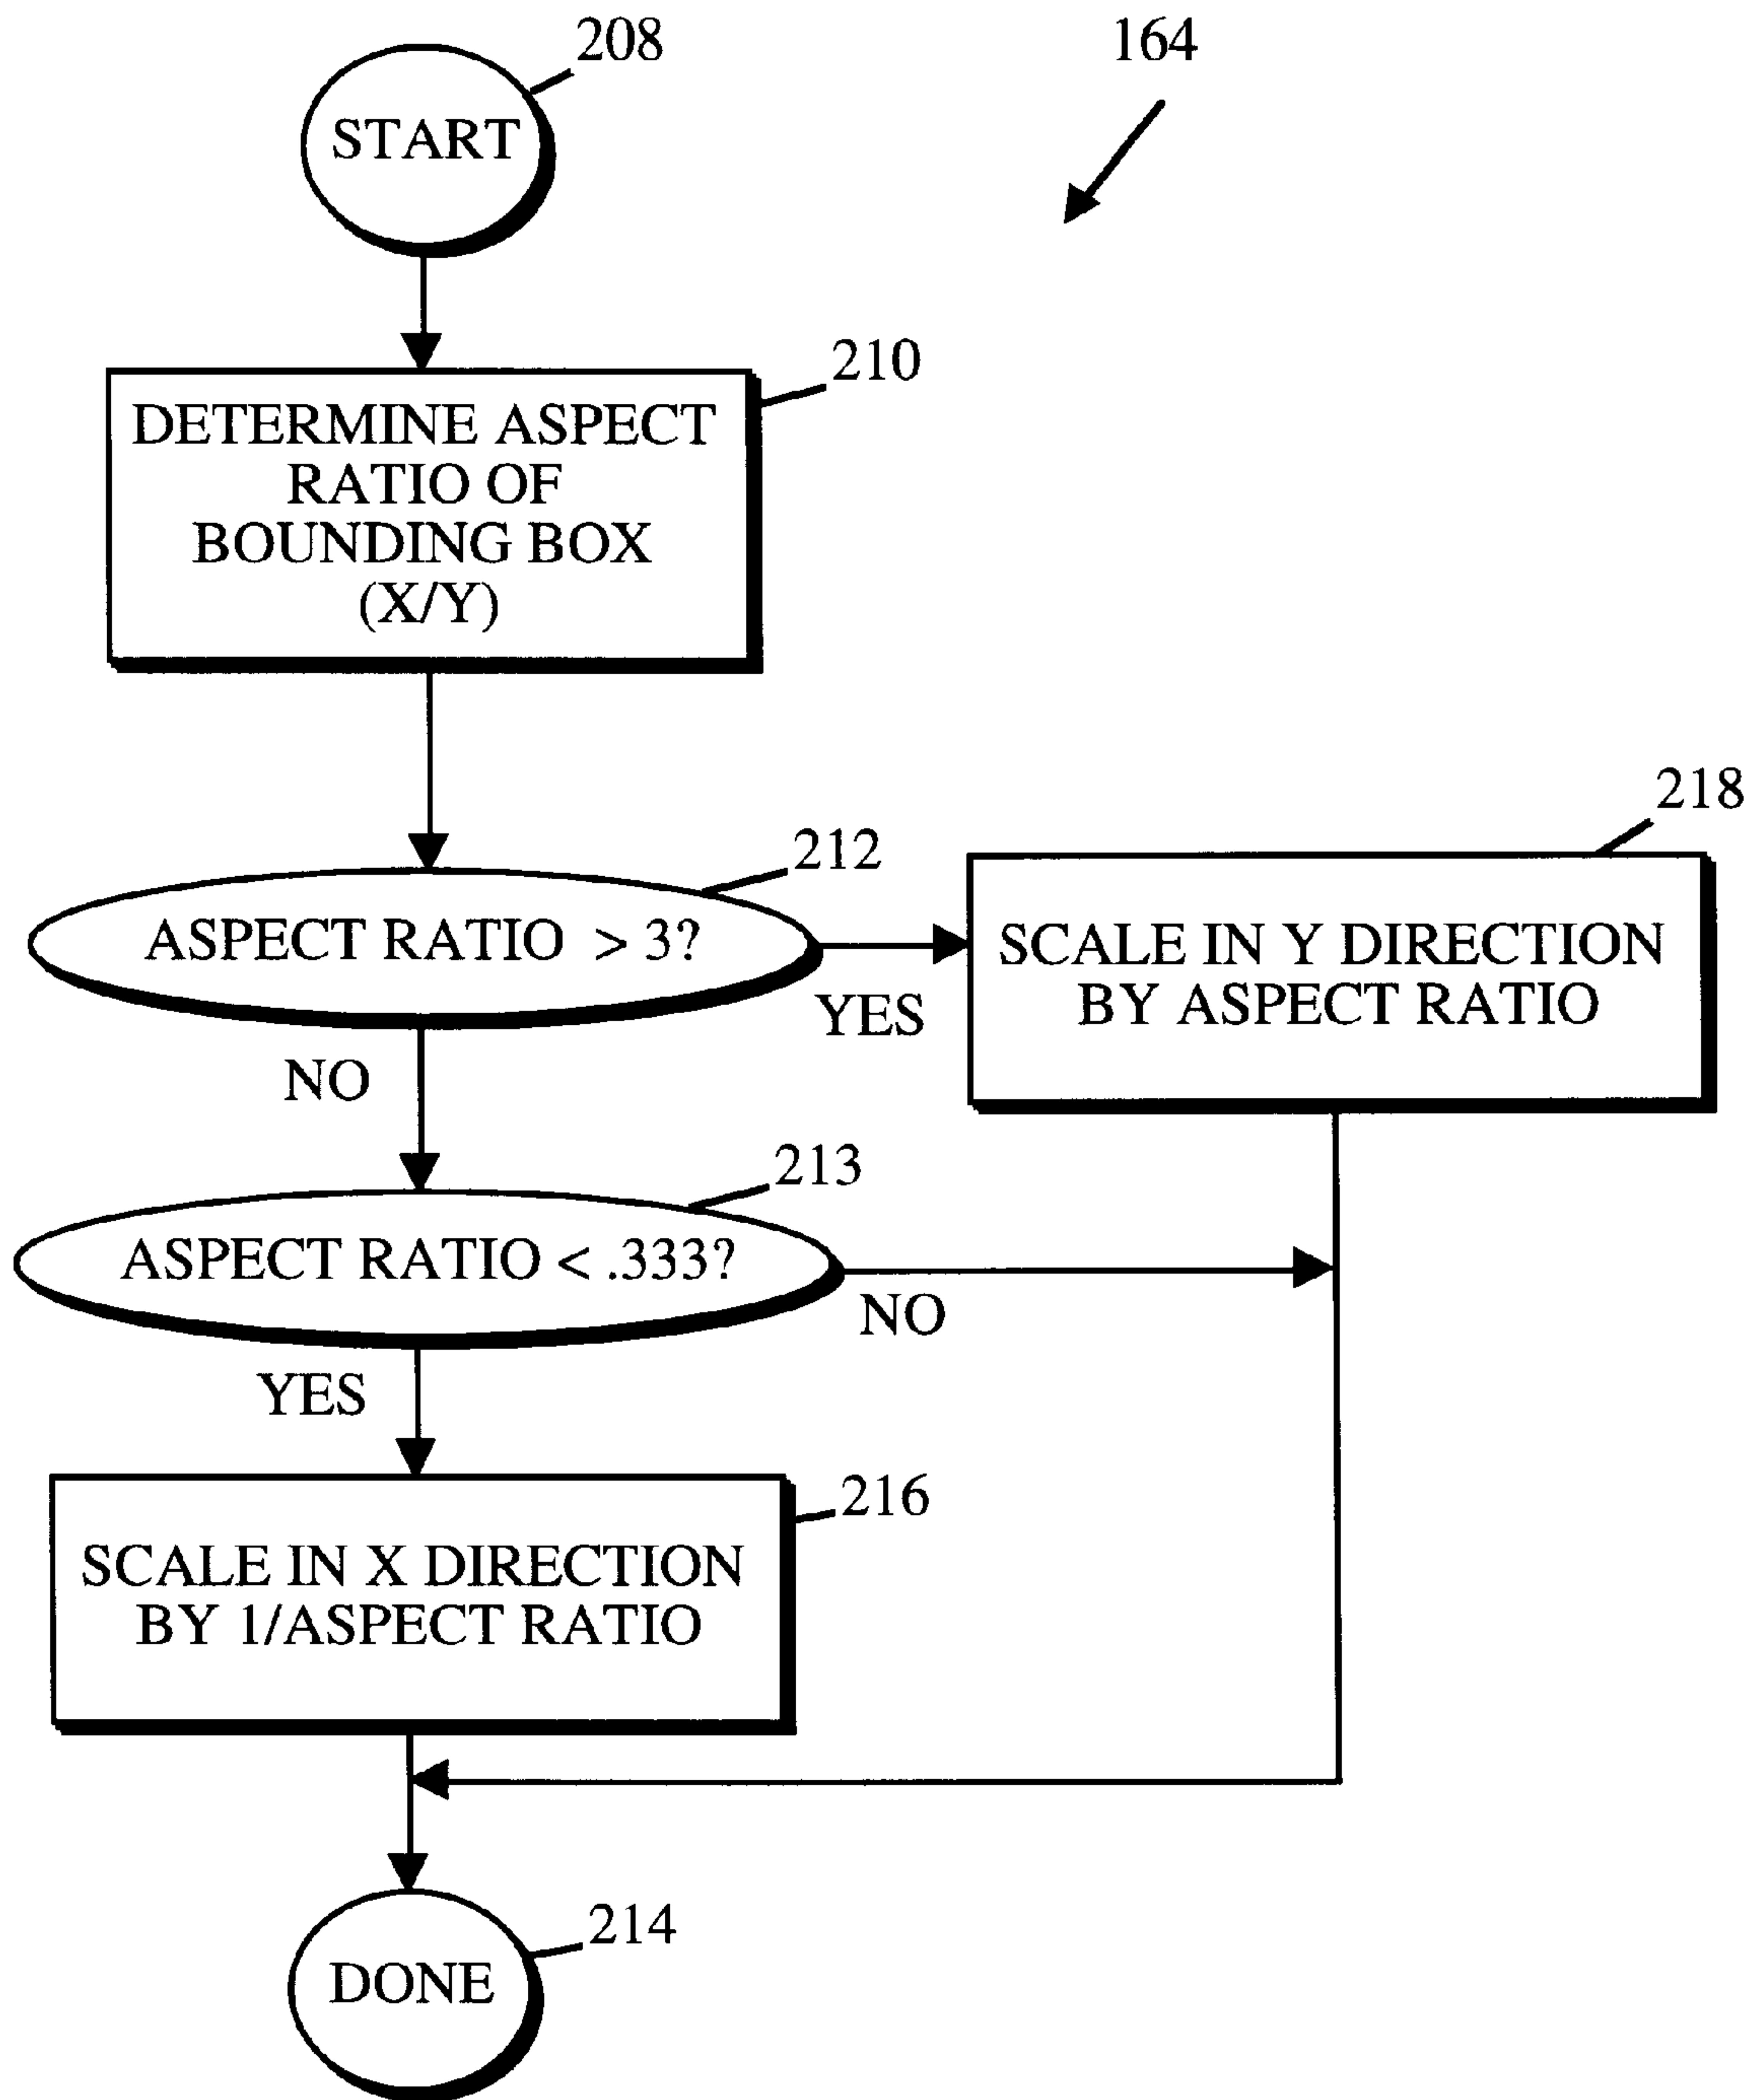 208
164
START
210
DETERMINE ASPECT
RATIO OF
BOUNDING BOX
(X/Y)
218
212
ASPECT RATIO > 3?
YES
SCALE IN Y DIRECTION
BY ASPECT RATIO
NO
213
ASPECT RATIO < .333?
NO
YES
216
SCALE IN X DIRECTION
BY 1/ASPECT RATIO
214
DONE